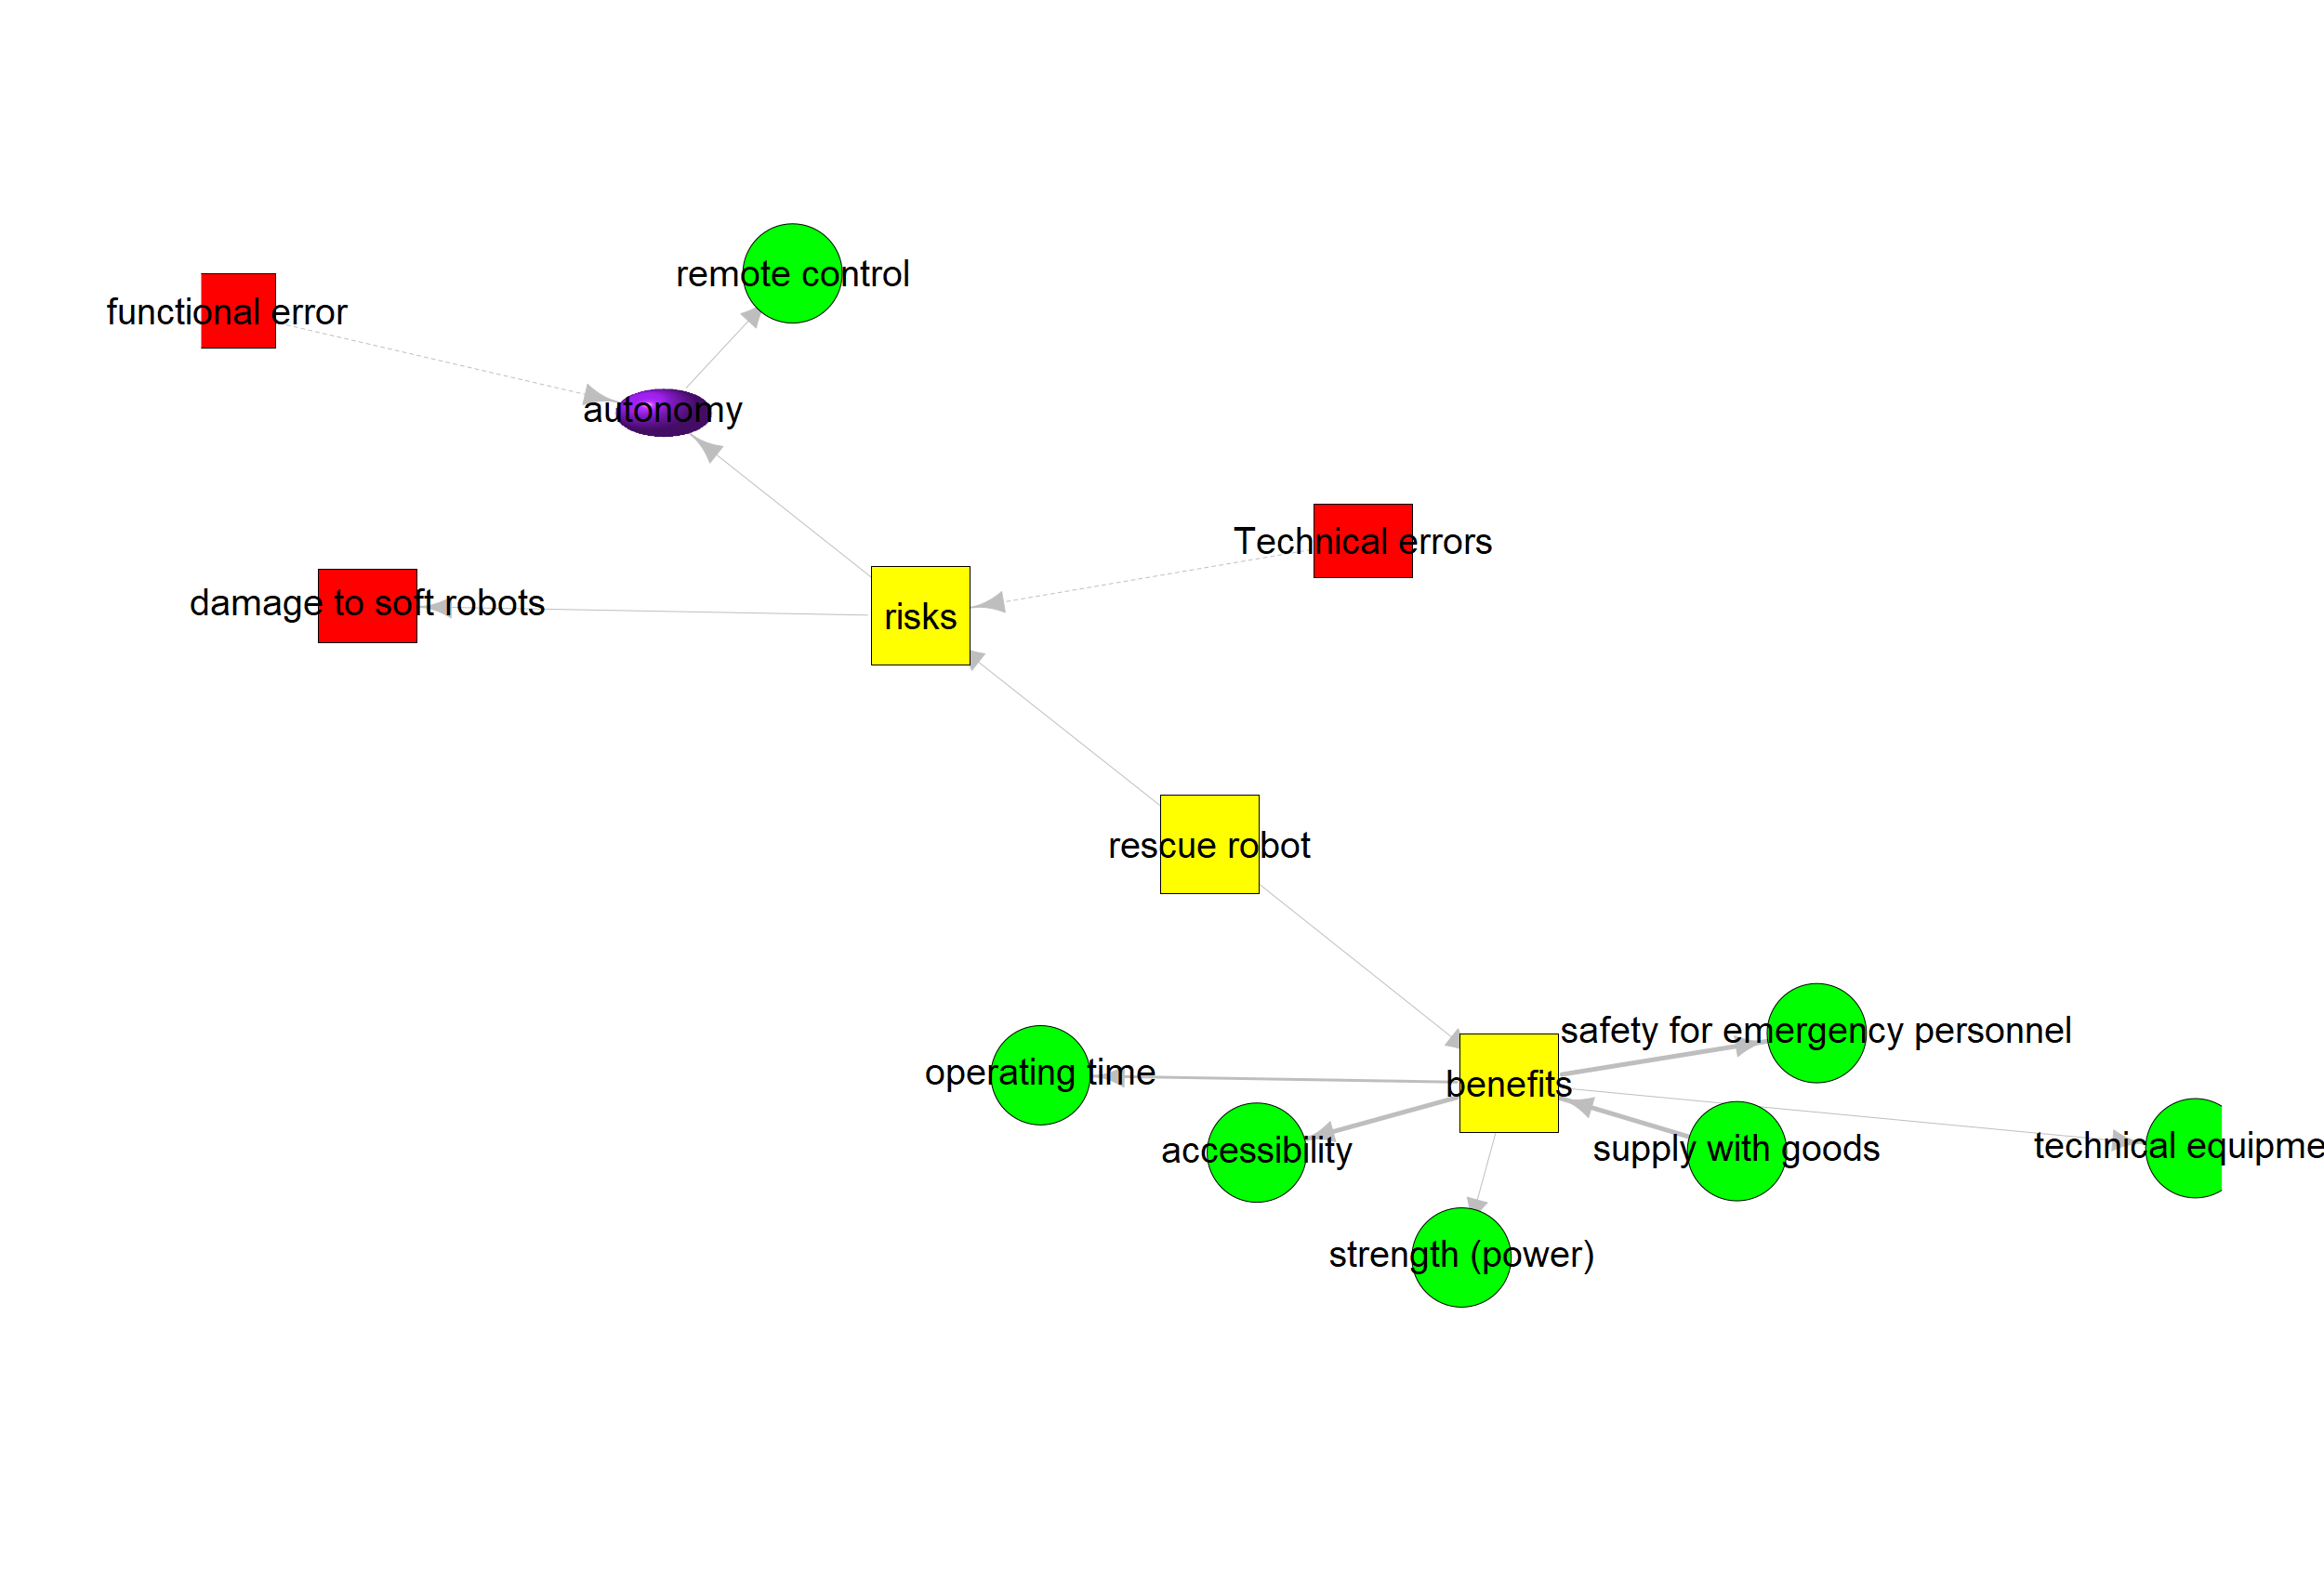 remote control
functional error
autonomy
Technical errors
damage to soft robots
risks
rescue robot
safety for emergency personnel
operating time
benefits
technical equipme
supply with goods
accessibility
strength (power)